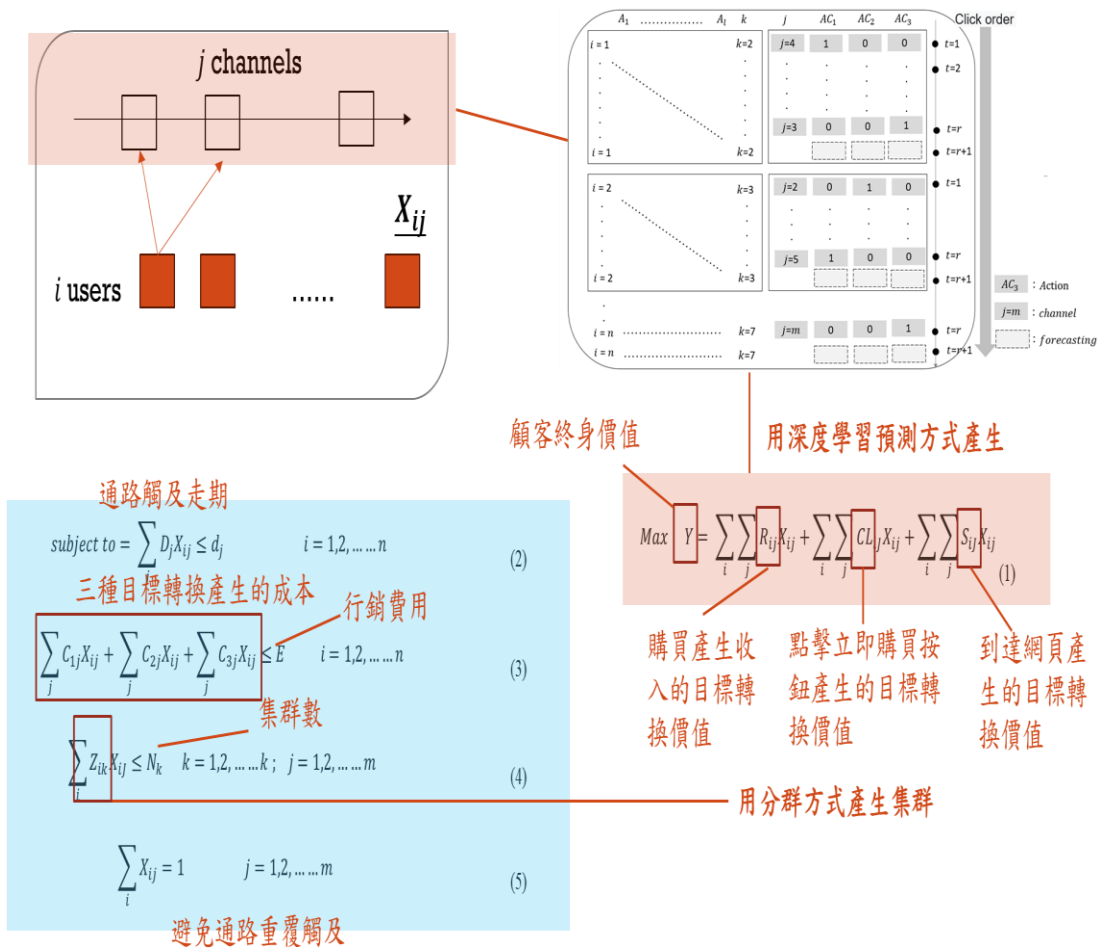 j channels
X_ij
i users
......
A_1 ..................... A_l k j AC_1 AC_2 AC_3 Click order
i = 1 k=2 j=4 1 0 0 t=1
t=2
j=3 0 0 1 t=r
i = 1 k=2 t=r+1
i = 2 k=3 j=2 0 1 0 t=1
j=5 1 0 0 t=r
i = 2 k=3 t=r+1
i = n ..................... k=7 j=m 0 0 1 t=r
i = n ..................... k=7 t=r+1
AC_3 : Action
j=m : channel
: forecasting
顧客終身價值
用深度學習預測方式產生
Max Y = ∑_i ∑_j R_ij X_ij + ∑_i ∑_j CL_j X_ij + ∑_i ∑_j S_ij X_ij
(1)
購買產生收
入的目標轉
換價值
點擊立即購買按
鈕產生的目標轉
換價值
到達網頁產
生的目標轉
換價值
通路觸及走期
subject to = ∑ D_j X_ij ≤ d_j i = 1,2, ... ... n (2)
三種目標轉換產生的成本
行銷費用
∑_j C_1j X_ij + ∑_j C_2j X_ij + ∑_j C_3j X_ij ≤ E i = 1,2, ... ... n (3)
集群數
∑_i Z_ik X_ij ≤ N_k k = 1,2, ... ... k ; j = 1,2, ... ... m (4)
用分群方式產生集群
∑_i X_ij = 1 j = 1,2, ... ... m (5)
避免通路重覆觸及